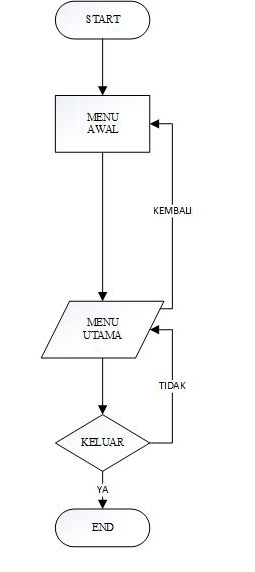 START
MENU
AWAL
KEMBALI
MENU
UTAMA
TIDAK
KELUAR
YA
END